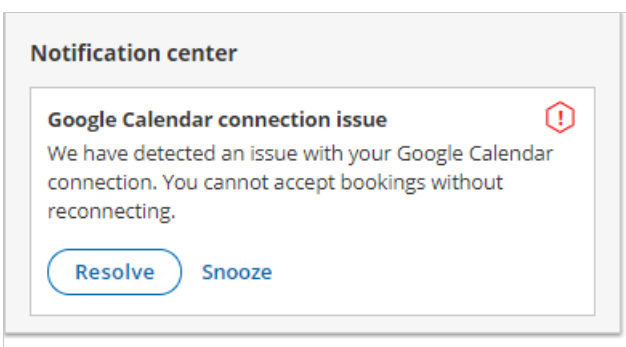 Notification center
Google Calendar connection issue
We have detected an issue with your Google Calendar
connection. You cannot accept bookings without
reconnecting.
Resolve Snooze